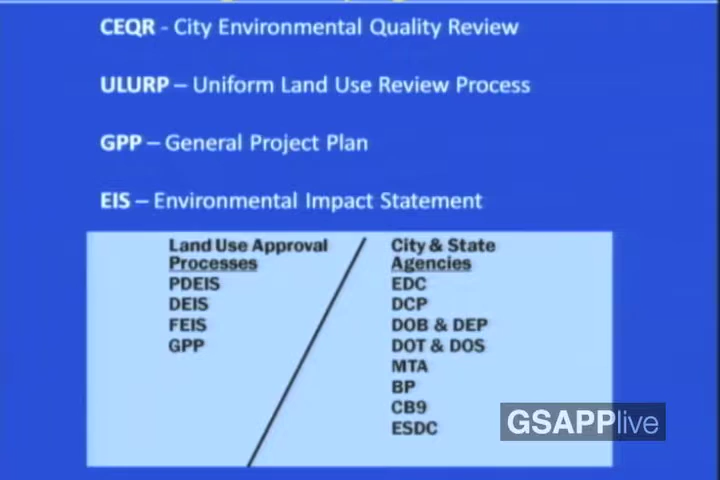 CEQR - City Environmental Quality Review
ULURP – Uniform Land Use Review Process
GPP – General Project Plan
EIS – Environmental Impact Statement
Land Use Approval
Processes
PDEIS
DEIS
FEIS
GPP
City & State
Agencies
EDC
DCP
DOB & DEP
DOT & DOS
MTA
BP
CB9
ESDC
GSAPPlive